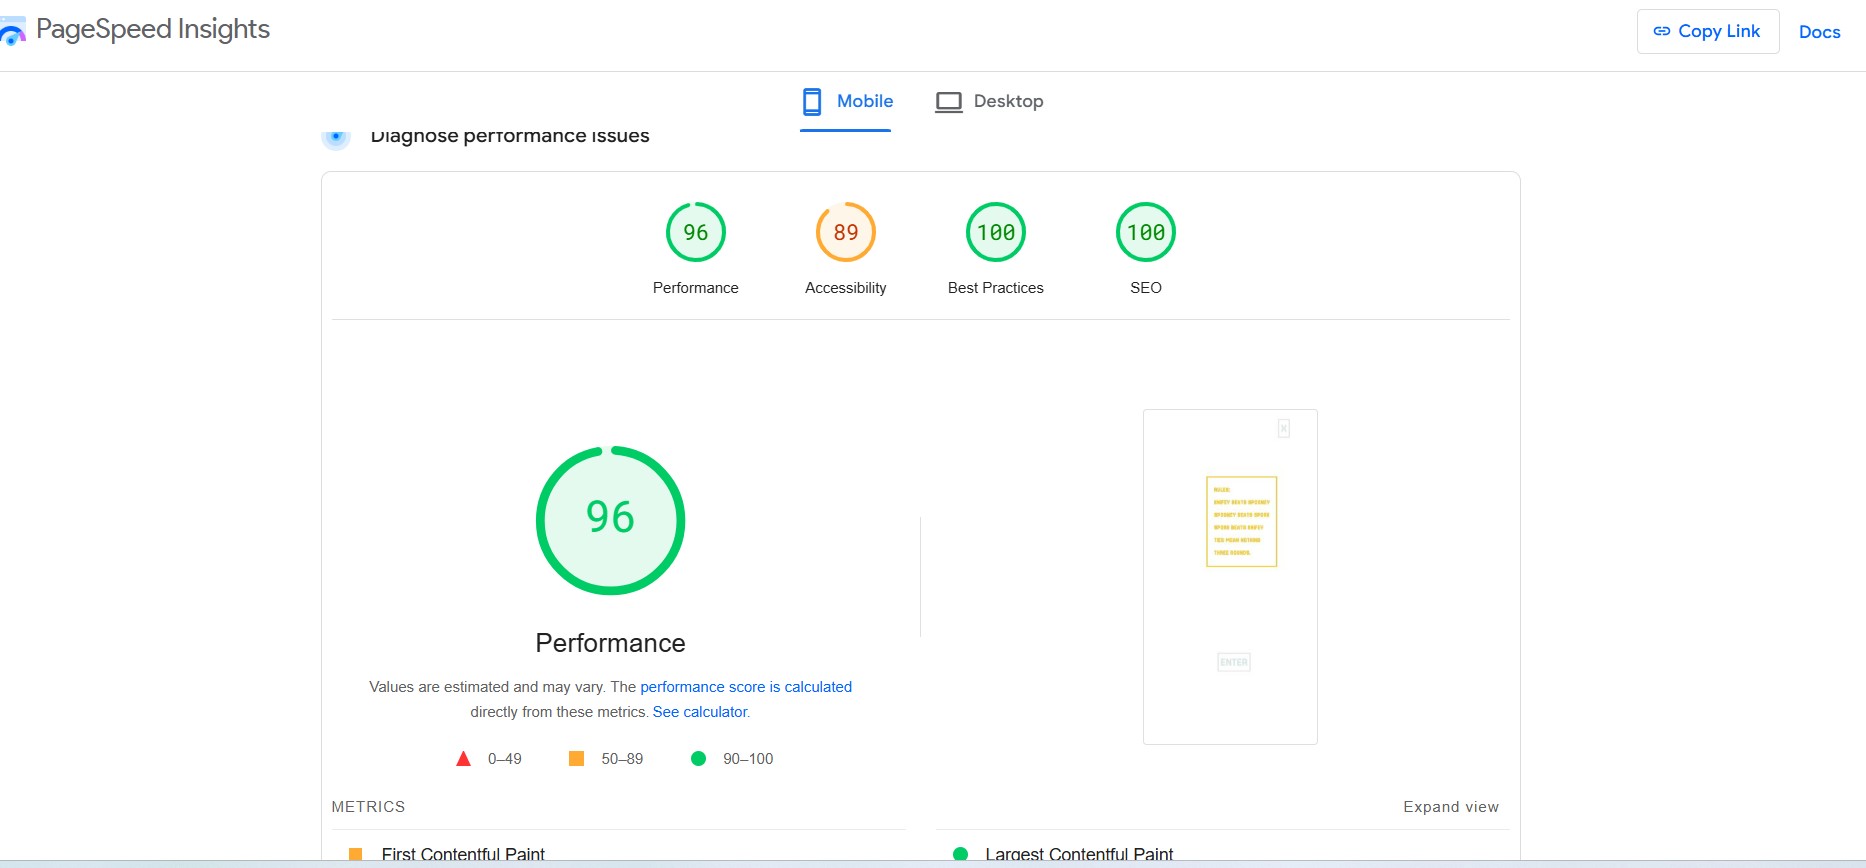 PageSpeed Insights
Copy Link
Docs
Mobile
Desktop
Diagnose performance issues
96
89
100
100
Performance
Accessibility
Best Practices
SEO
X
RULES:
ENTER
96
Performance
Values are estimated and may vary. The performance score is calculated
directly from these metrics. See calculator.
0–49
50–89
90–100
METRICS
Expand view
First Contentful Paint
Largest Contentful Paint